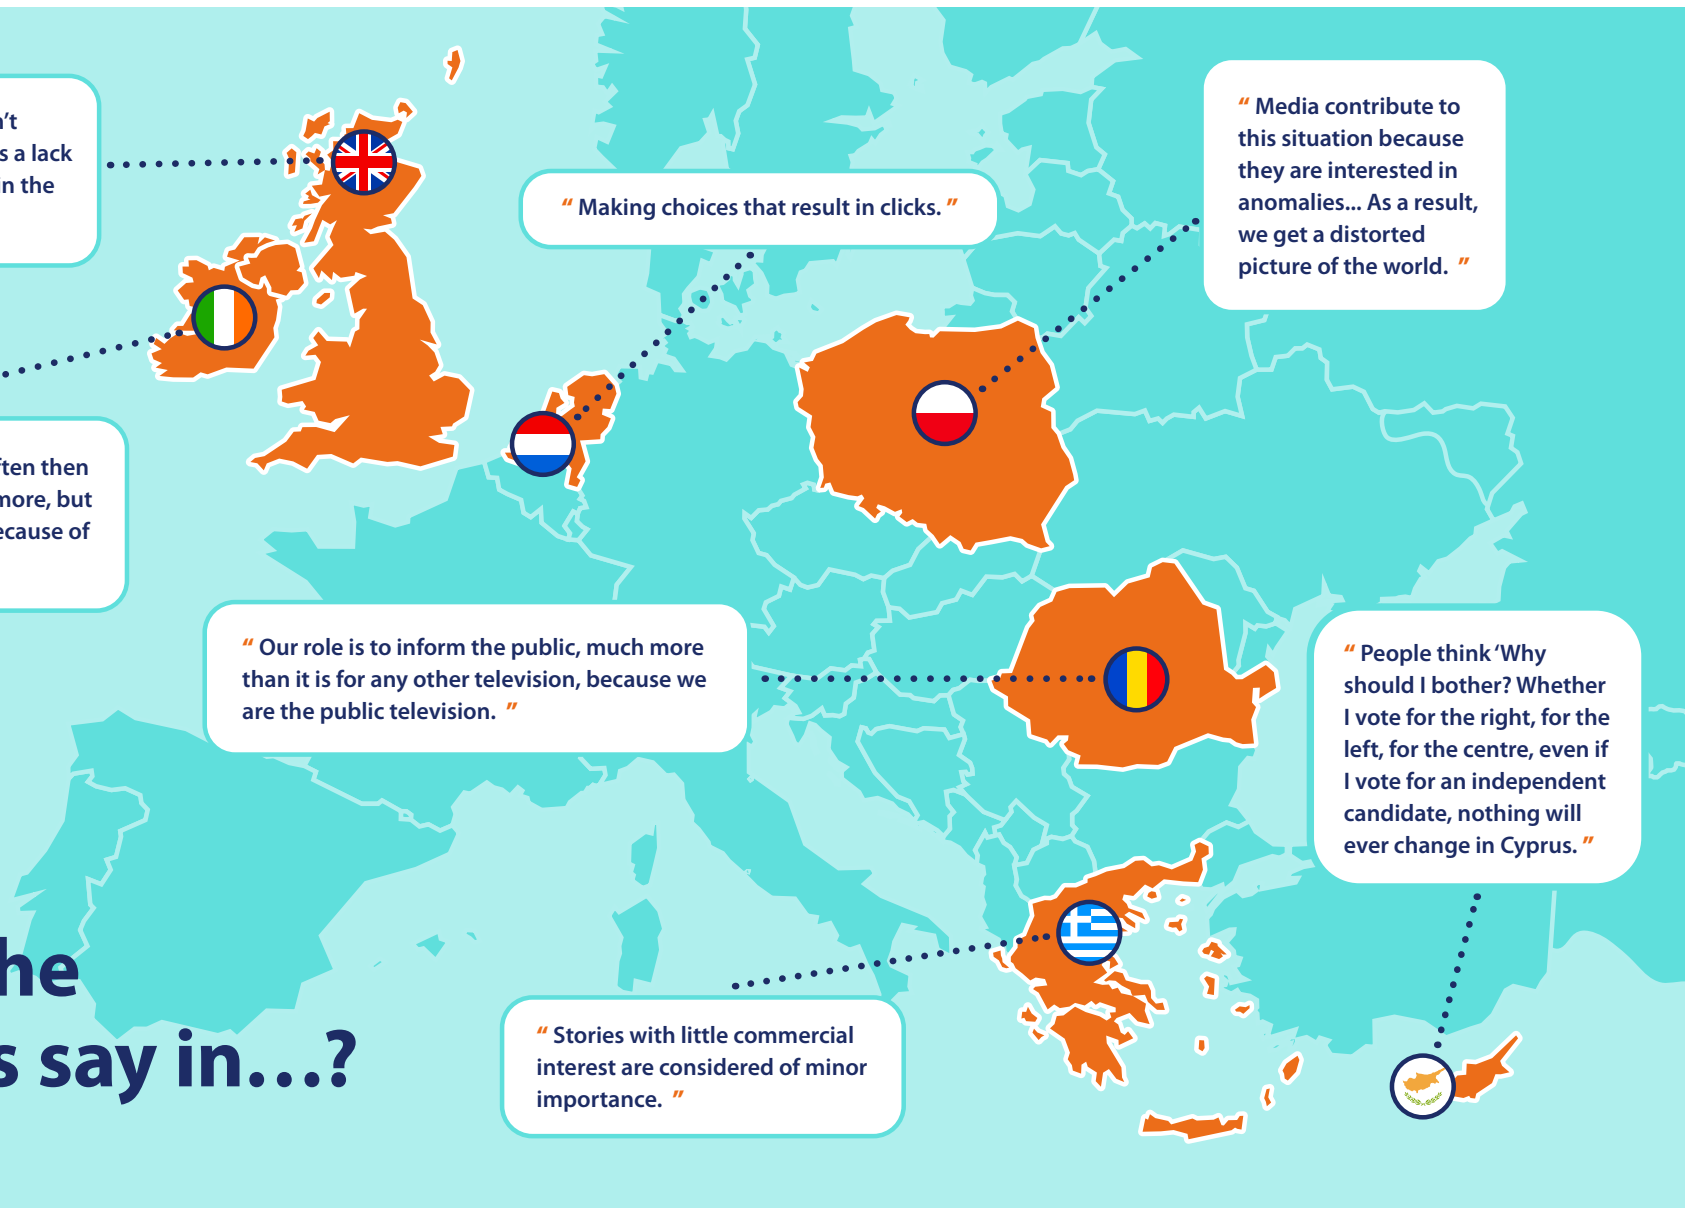 s a lack
in the
then
more, but
ecause of
“ Making choices that result in clicks. ”
“ Media contribute to
this situation because
they are interested in
anomalies... As a result,
we get a distorted
picture of the world. ”
“ Our role is to inform the public, much more
than it is for any other television, because we
are the public television. ”
“ People think ‘Why
should I bother? Whether
I vote for the right, for the
left, for the centre, even if
I vote for an independent
candidate, nothing will
ever change in Cyprus. ”
“ Stories with little commercial
interest are considered of minor
importance. ”
he
s say in…?